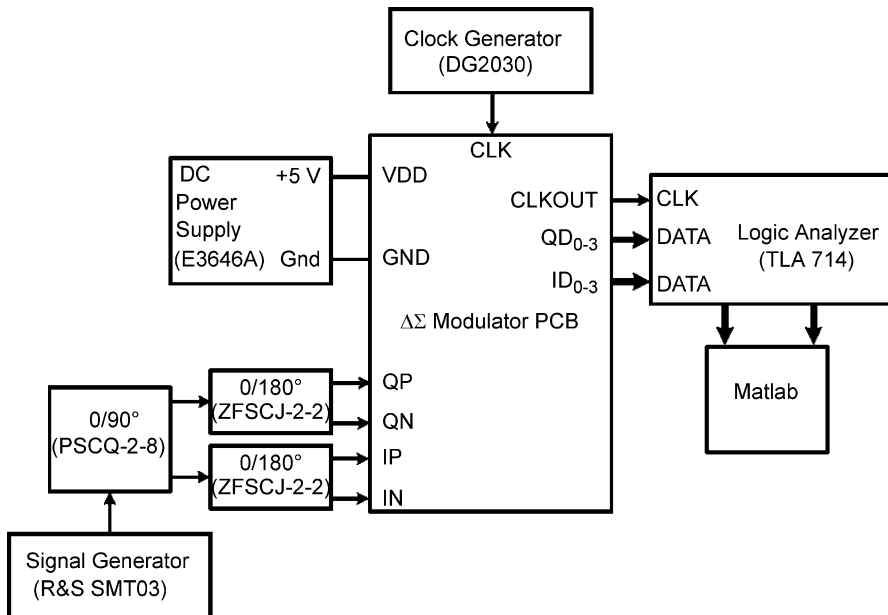 Clock Generator
(DG2030)
CLK
DC +5 V
Power
Supply
(E3646A) Gnd
VDD
GND
CLKOUT
QD0-3
ID0-3
CLK
DATA
DATA
Logic Analyzer
(TLA 714)
ΔΣ Modulator PCB
Matlab
0/90°
(PSCQ-2-8)
0/180°
(ZFSCJ-2-2)
0/180°
(ZFSCJ-2-2)
QP
QN
IP
IN
Signal Generator
(R&S SMT03)